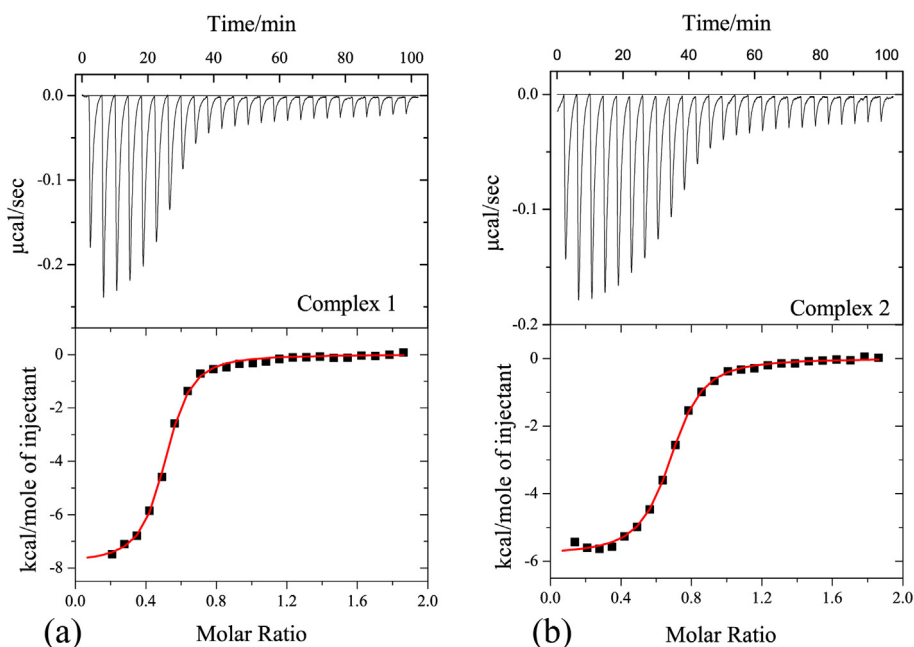 Time/min
0 20 40 60 80 100
0.0
-0.1
-0.2
µcal/sec
Complex 1
0
-2
-4
-6
-8
kcal/mole of injectant
0.0 0.4 0.8 1.2 1.6 2.0
(a)
Molar Ratio
Time/min
0 20 40 60 80 100
0.0
-0.1
-0.2
µcal/sec
Complex 2
0
-2
-4
-6
kcal/mole of injectant
0.0 0.4 0.8 1.2 1.6 2.0
(b)
Molar Ratio